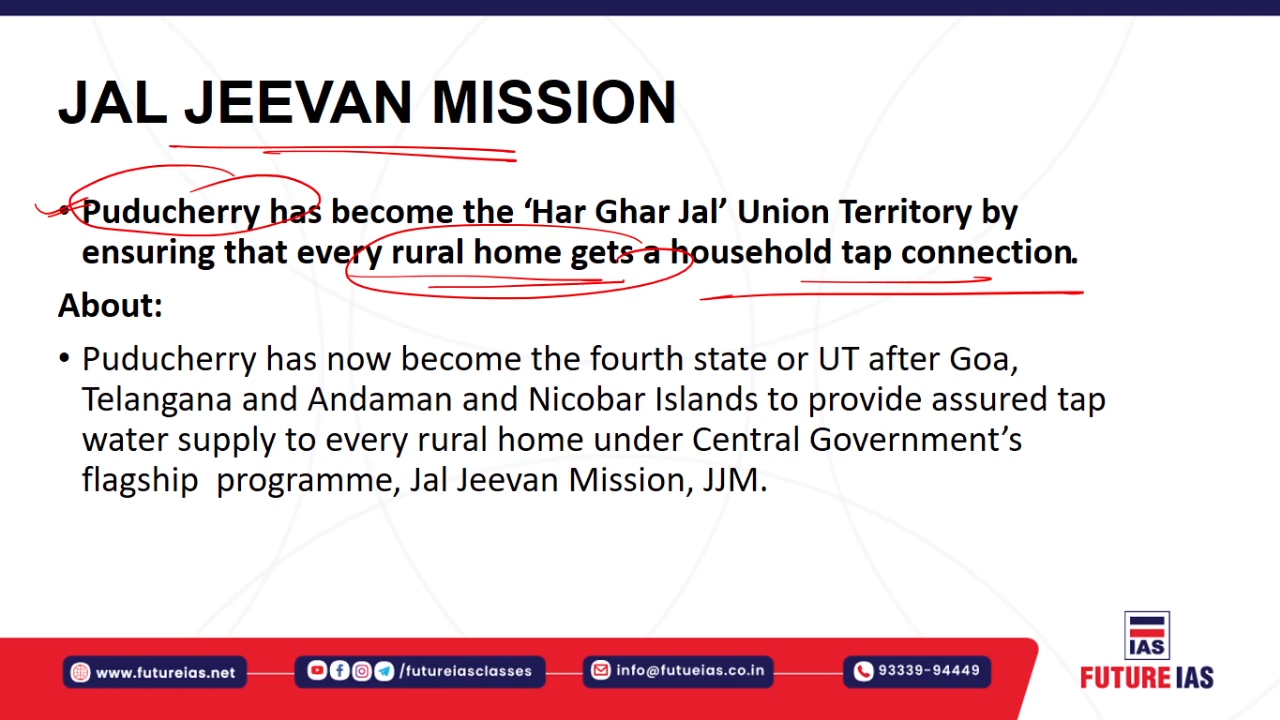 JAL JEEVAN MISSION
• Puducherry has become the ‘Har Ghar Jal’ Union Territory by
ensuring that every rural home gets a household tap connection.
About:
• Puducherry has now become the fourth state or UT after Goa,
Telangana and Andaman and Nicobar Islands to provide assured tap
water supply to every rural home under Central Government’s
flagship programme, Jal Jeevan Mission, JJM.
www.futureias.net
/futureiasclasses
info@futueias.co.in
93339-94449
IAS
FUTURE IAS